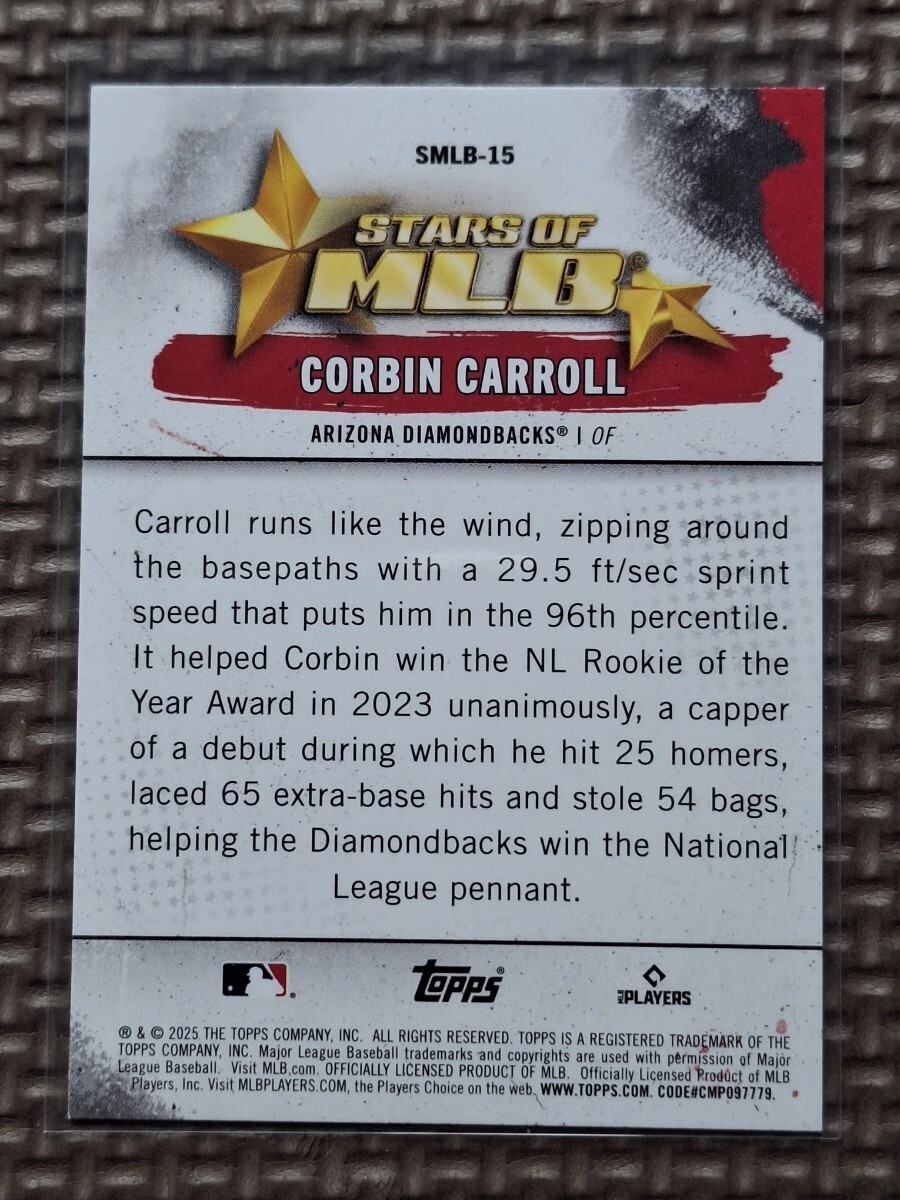 SMLB-15
STARS OF
MLB®
CORBIN CARROLL
ARIZONA DIAMONDBACKS® | OF
Carroll runs like the wind, zipping around
the basepaths with a 29.5 ft/sec sprint
speed that puts him in the 96th percentile.
It helped Corbin win the NL Rookie of the
Year Award in 2023 unanimously, a capper
of a debut during which he hit 25 homers,
laced 65 extra-base hits and stole 54 bags,
helping the Diamondbacks win the National
League pennant.
topps® MLB PLAYERS
® & © 2025 THE TOPPS COMPANY, INC. ALL RIGHTS RESERVED. TOPPS IS A REGISTERED TRADEMARK OF THE
TOPPS COMPANY, INC. Major League Baseball trademarks and copyrights are used with permission of Major
League Baseball. Visit MLB.com. OFFICIALLY LICENSED PRODUCT OF MLB. Officially Licensed Product of MLB
Players, Inc. Visit MLBPLAYERS.COM, the Players Choice on the web. WWW.TOPPS.COM. CODE#CMP097779.